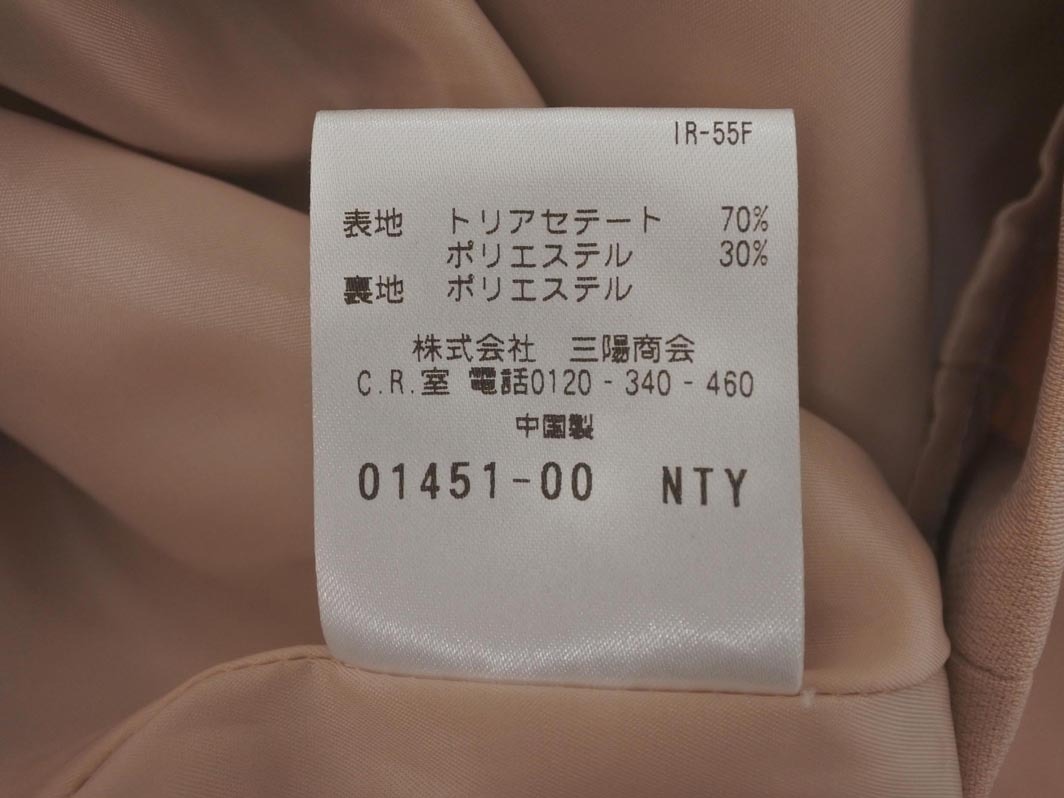 IR-55F
表地 トリアセテート 70%
ポリエステル 30%
裏地 ポリエステル
株式会社 三陽商会
C.R.室 電話0120-340-460
中国製
01451-00 NTY